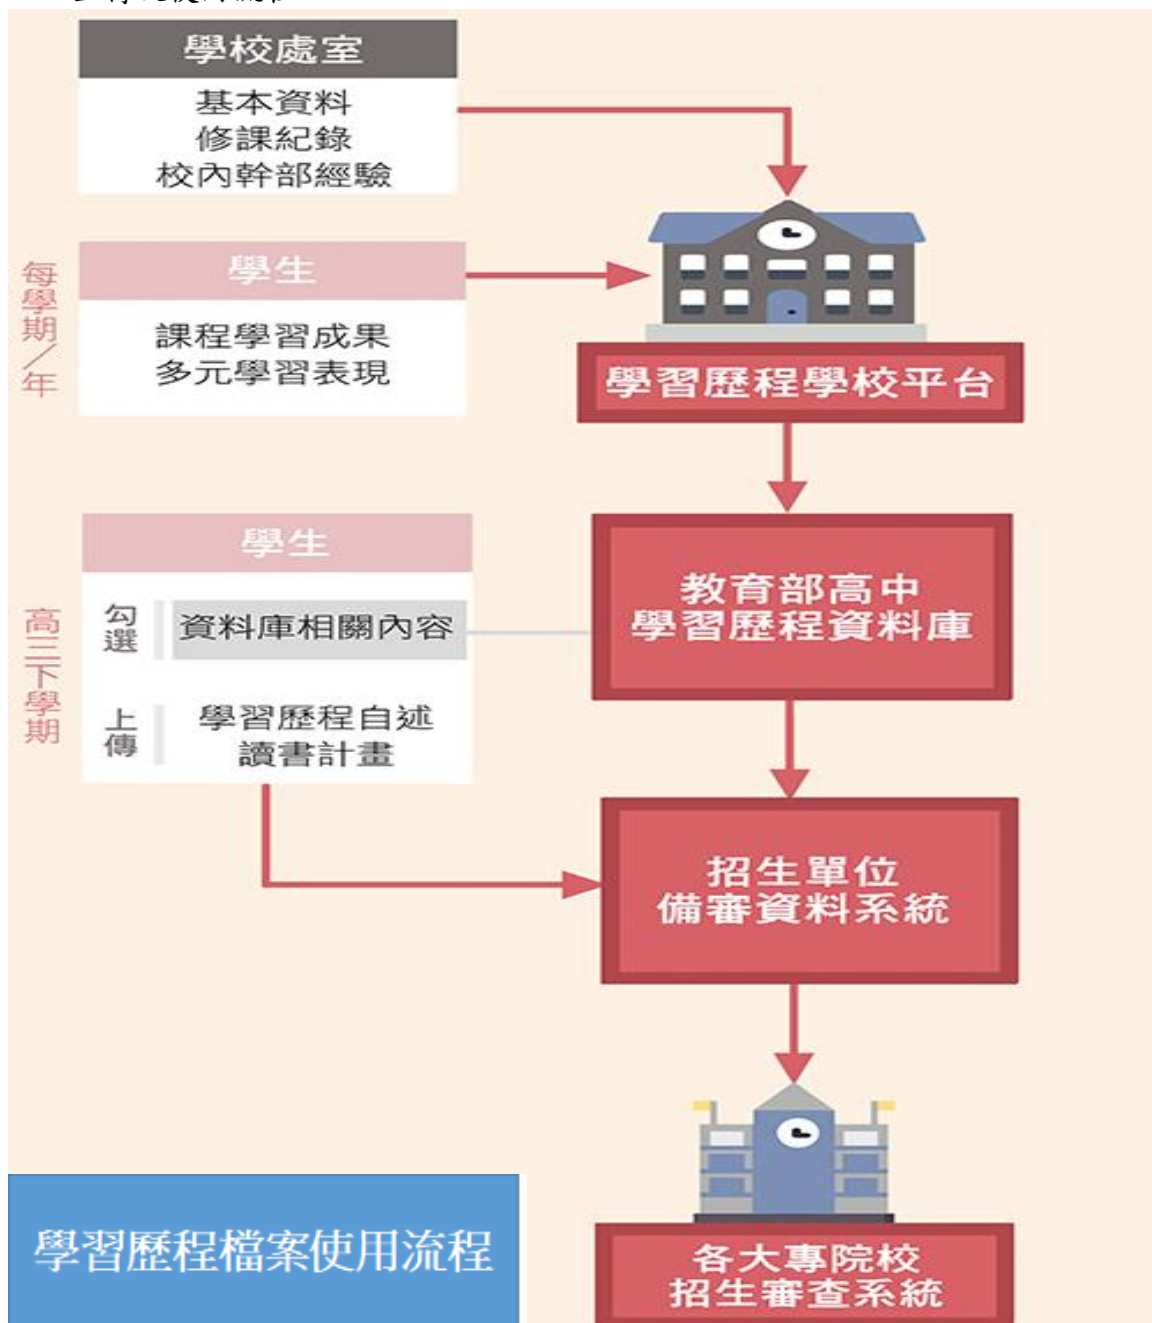 學校處室
基本資料
修課紀錄
校內幹部經驗
每學期／年
學生
課程學習成果
多元學習表現
學習歷程學校平台
高三下學期
學生
勾選
資料庫相關內容
上傳
學習歷程自述
讀書計畫
教育部高中
學習歷程資料庫
招生單位
備審資料系統
各大專院校
招生審查系統
學習歷程檔案使用流程